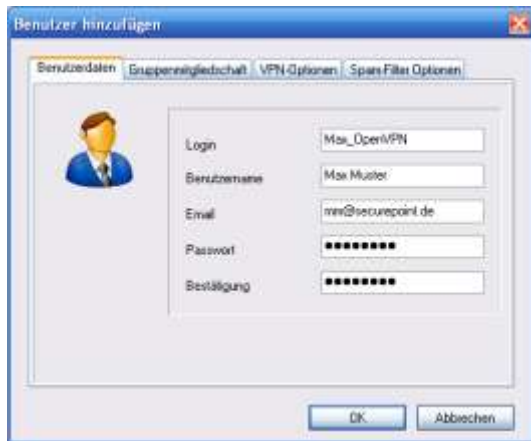 Benutzer hinzufügen
Benutzerdaten Gruppenmitgliedschaft VPN-Optionen Spam Filter Optionen
Login Max_OpenVPN
Benutzername Max Muster
Email mm@securepoint.de
Passwort ●●●●●●●●
Bestätigung ●●●●●●●●
OK Abbrechen